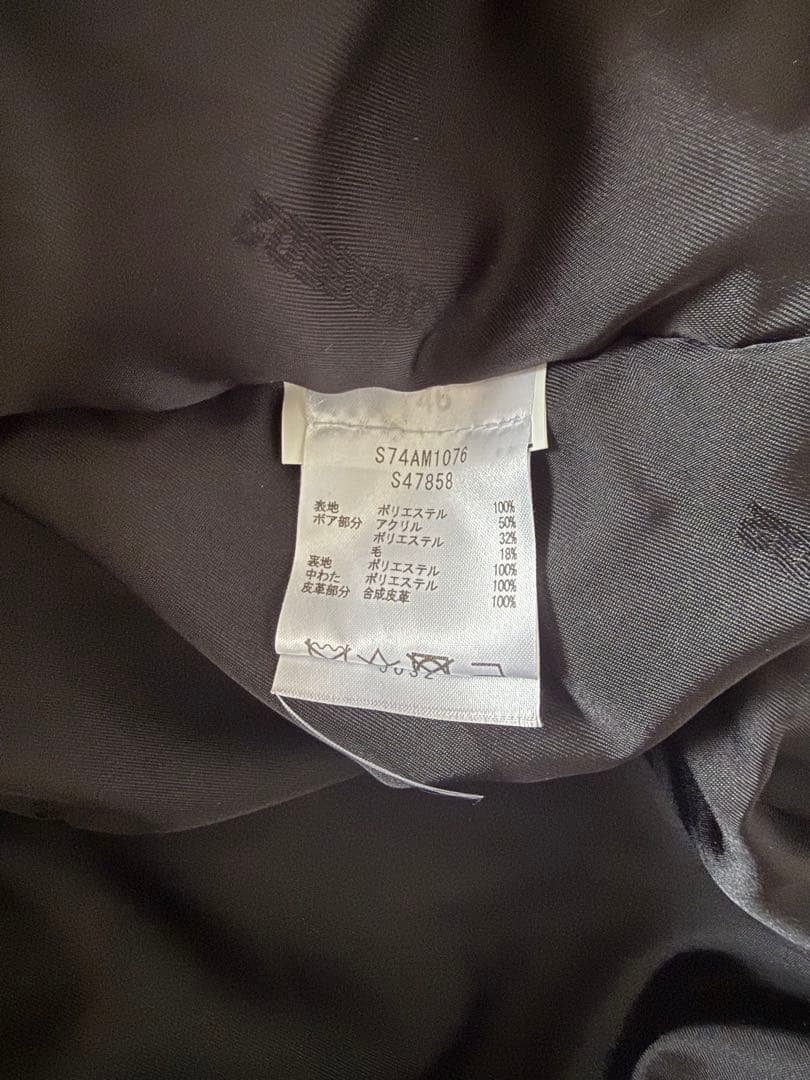 46
S74AM1076
S47858
表地 ポリエステル 100%
ボア部分 アクリル 50%
ポリエステル 32%
毛 18%
裏地 ポリエステル 100%
中わた ポリエステル 100%
皮革部分 合成皮革 100%